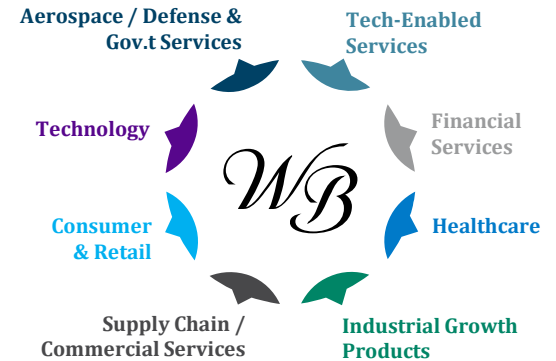 Aerospace / Defense &
Gov.t Services
Tech-Enabled
Services
Technology
Financial
Services
WB
Consumer
& Retail
Healthcare
Supply Chain /
Commercial Services
Industrial Growth
Products